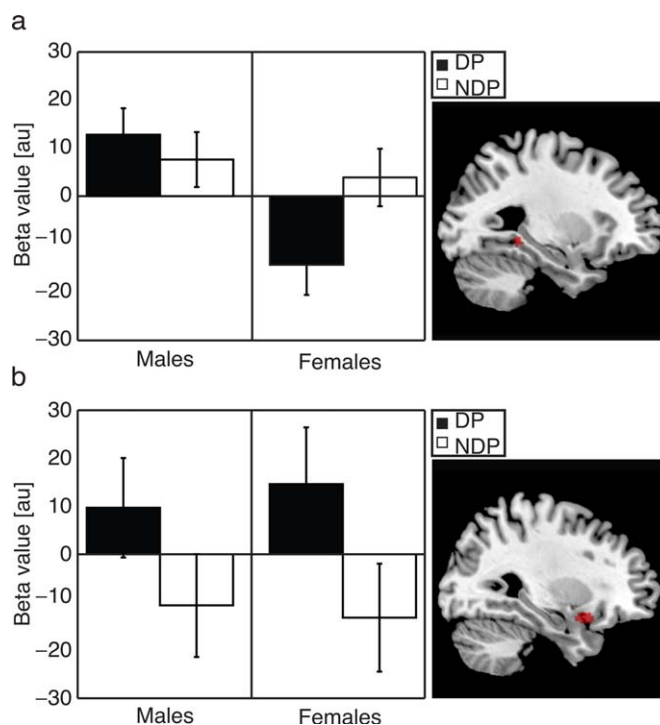 a
30
20
10
0
−10
−20
−30
Beta value [au]
Males Females
DP
NDP
b
30
20
10
0
−10
−20
−30
Beta value [au]
Males Females
DP
NDP